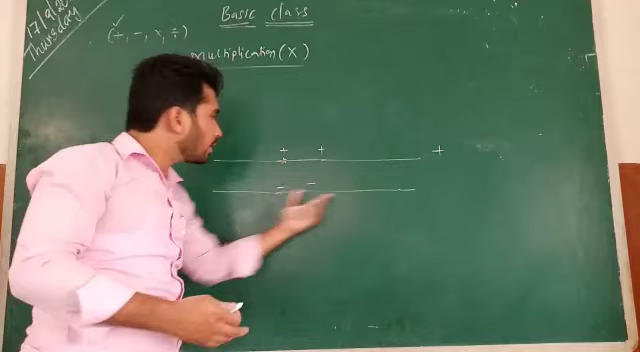 17/9/20
Thursday
Basic class
(+, -, x, ÷)
Multiplication (x)
+ + +
- -